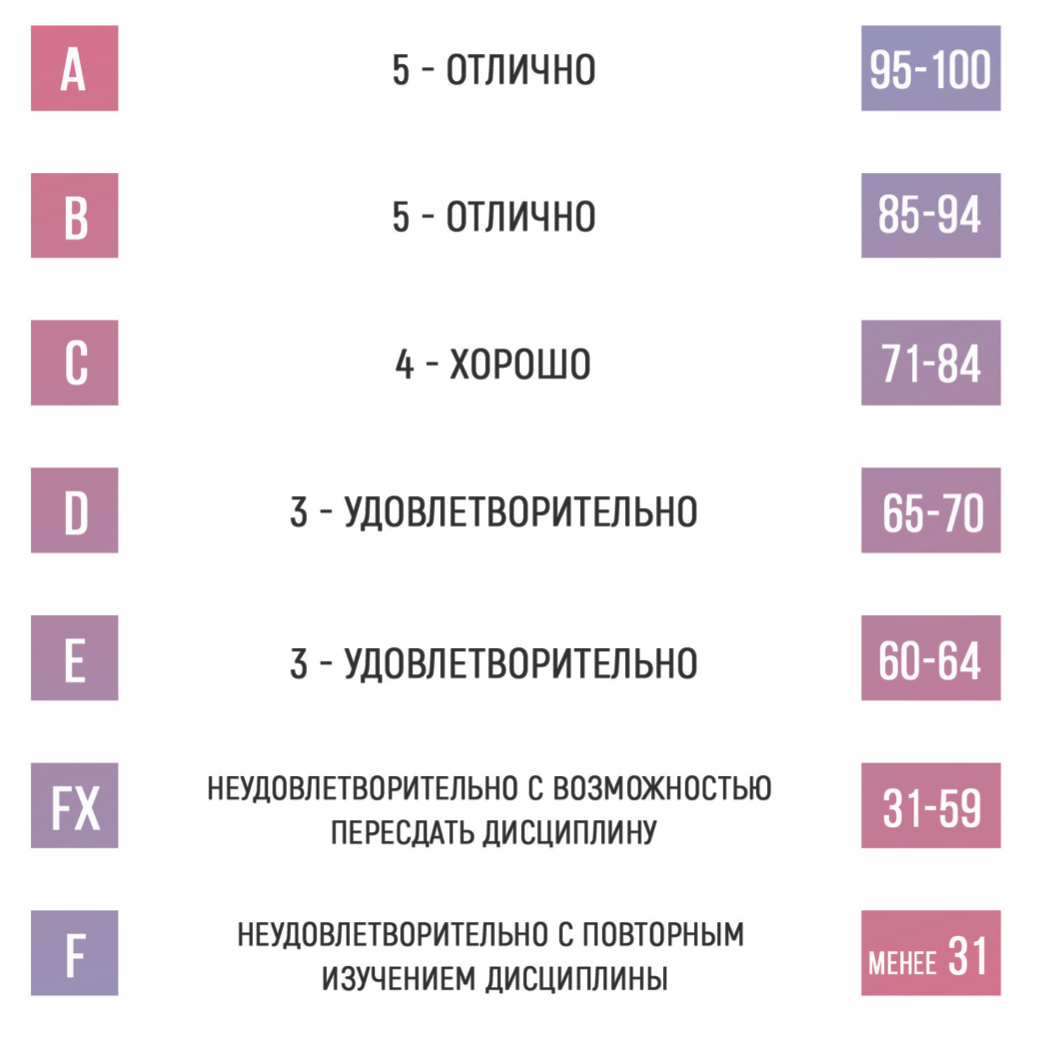 A 5 - ОТЛИЧНО 95-100
B 5 - ОТЛИЧНО 85-94
C 4 - ХОРОШО 71-84
D 3 - УДОВЛЕТВОРИТЕЛЬНО 65-70
E 3 - УДОВЛЕТВОРИТЕЛЬНО 60-64
FX НЕУДОВЛЕТВОРИТЕЛЬНО С ВОЗМОЖНОСТЬЮ
ПЕРЕСДАТЬ ДИСЦИПЛИНУ 31-59
F НЕУДОВЛЕТВОРИТЕЛЬНО С ПОВТОРНЫМ
ИЗУЧЕНИЕМ ДИСЦИПЛИНЫ МЕНЕЕ 31